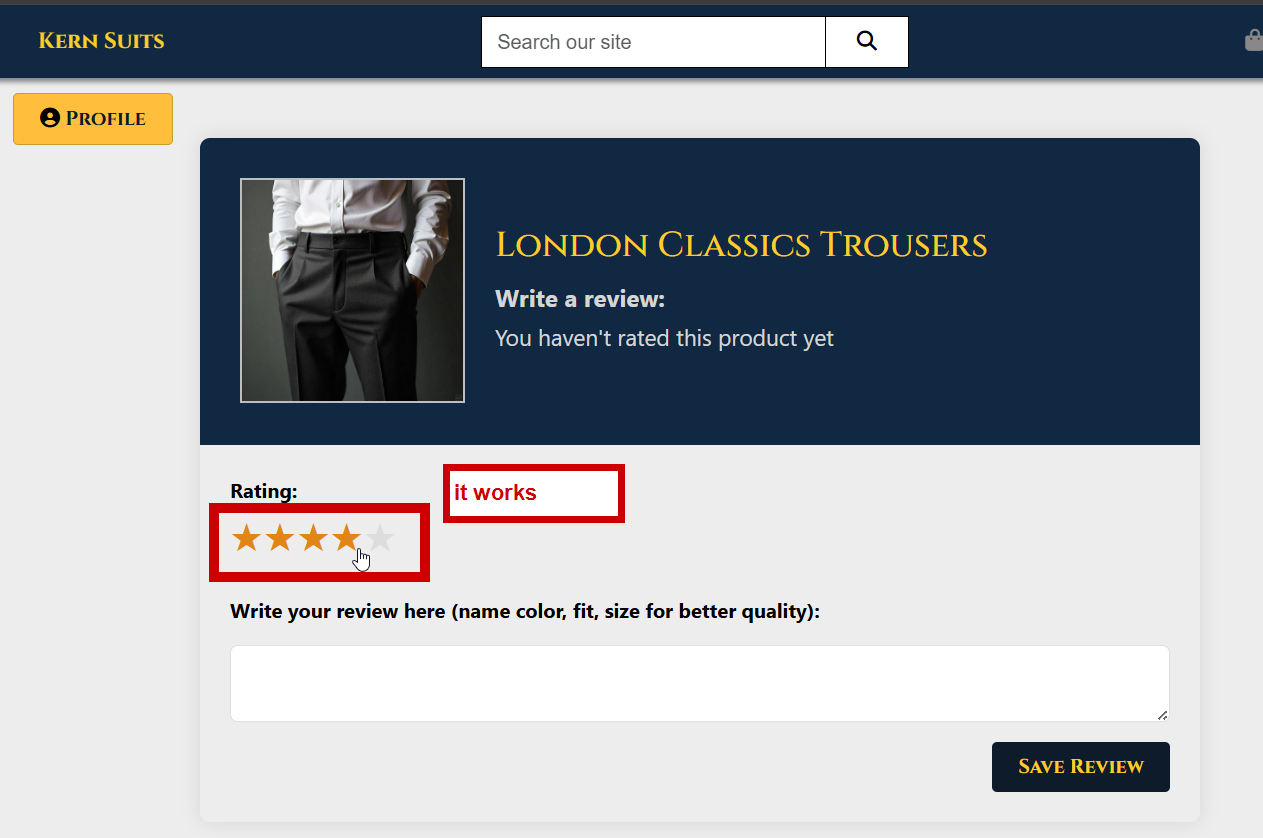 Kern Suits
Search our site
Profile
London Classics Trousers
Write a review:
You haven't rated this product yet
Rating:
it works
Write your review here (name color, fit, size for better quality):
Save Review